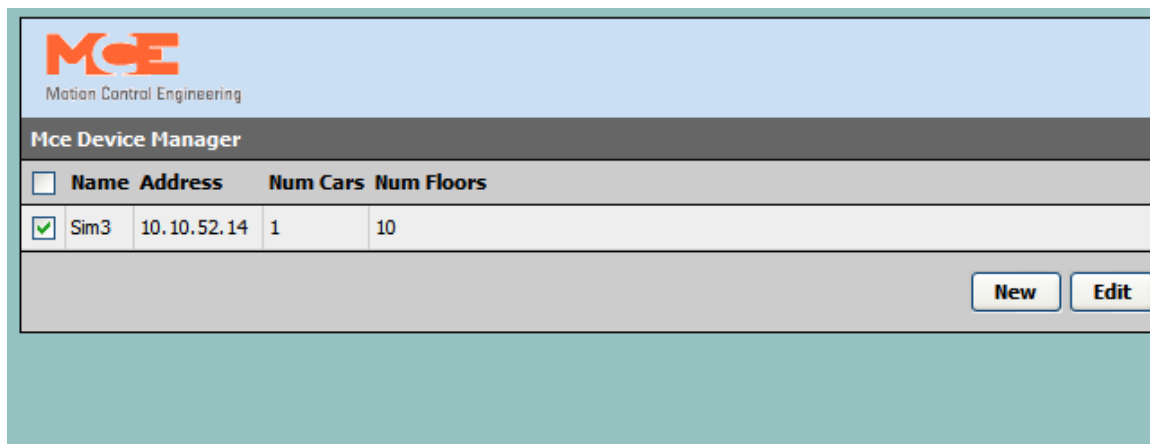 MCE
Motion Control Engineering
Mce Device Manager
Name Address Num Cars Num Floors
Sim3 10.10.52.14 1 10
New Edit